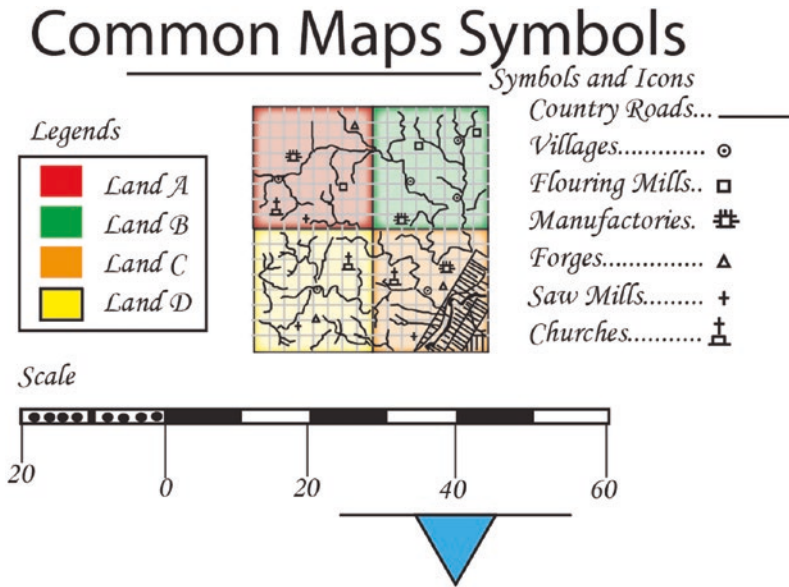 Common Maps Symbols
Symbols and Icons
Legends
Land A
Land B
Land C
Land D
Country Roads...
Villages.............
Flouring Mills..
Manufactories.
Forges...............
Saw Mills.........
Churches...........
Scale
20 0 20 40 60